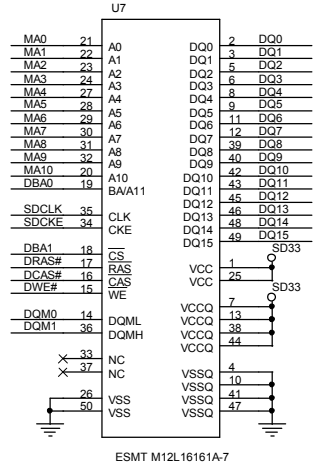 U7
MA0 21 A0 DQ0 2 DQ0
MA1 22 A1 DQ1 3 DQ1
MA2 23 A2 DQ2 5 DQ2
MA3 24 A3 DQ3 6 DQ3
MA4 27 A4 DQ4 8 DQ4
MA5 28 A5 DQ5 9 DQ5
MA6 29 A6 DQ6 11 DQ6
MA7 30 A7 DQ7 12 DQ7
MA8 31 A8 DQ8 39 DQ8
MA9 32 A9 DQ9 40 DQ9
MA10 20 A10 DQ10 42 DQ10
DBA0 19 BA/A11 DQ11 43 DQ11
DQ12 45 DQ12
SDCLK 35 CLK DQ13 46 DQ13
SDCKE 34 CKE DQ14 48 DQ14
DQ15 49 DQ15
DBA1 18 CS SD33
DRAS# 17 RAS VCC 1
DCAS# 16 CAS VCC 25
DWE# 15 WE SD33
VCCQ 7
DQM0 14 DQML VCCQ 13
DQM1 36 DQMH VCCQ 38
VCCQ 44
33 NC
37 NC VSSQ 4
VSSQ 10
26 VSS VSSQ 41
50 VSS VSSQ 47
ESMT M12L16161A-7